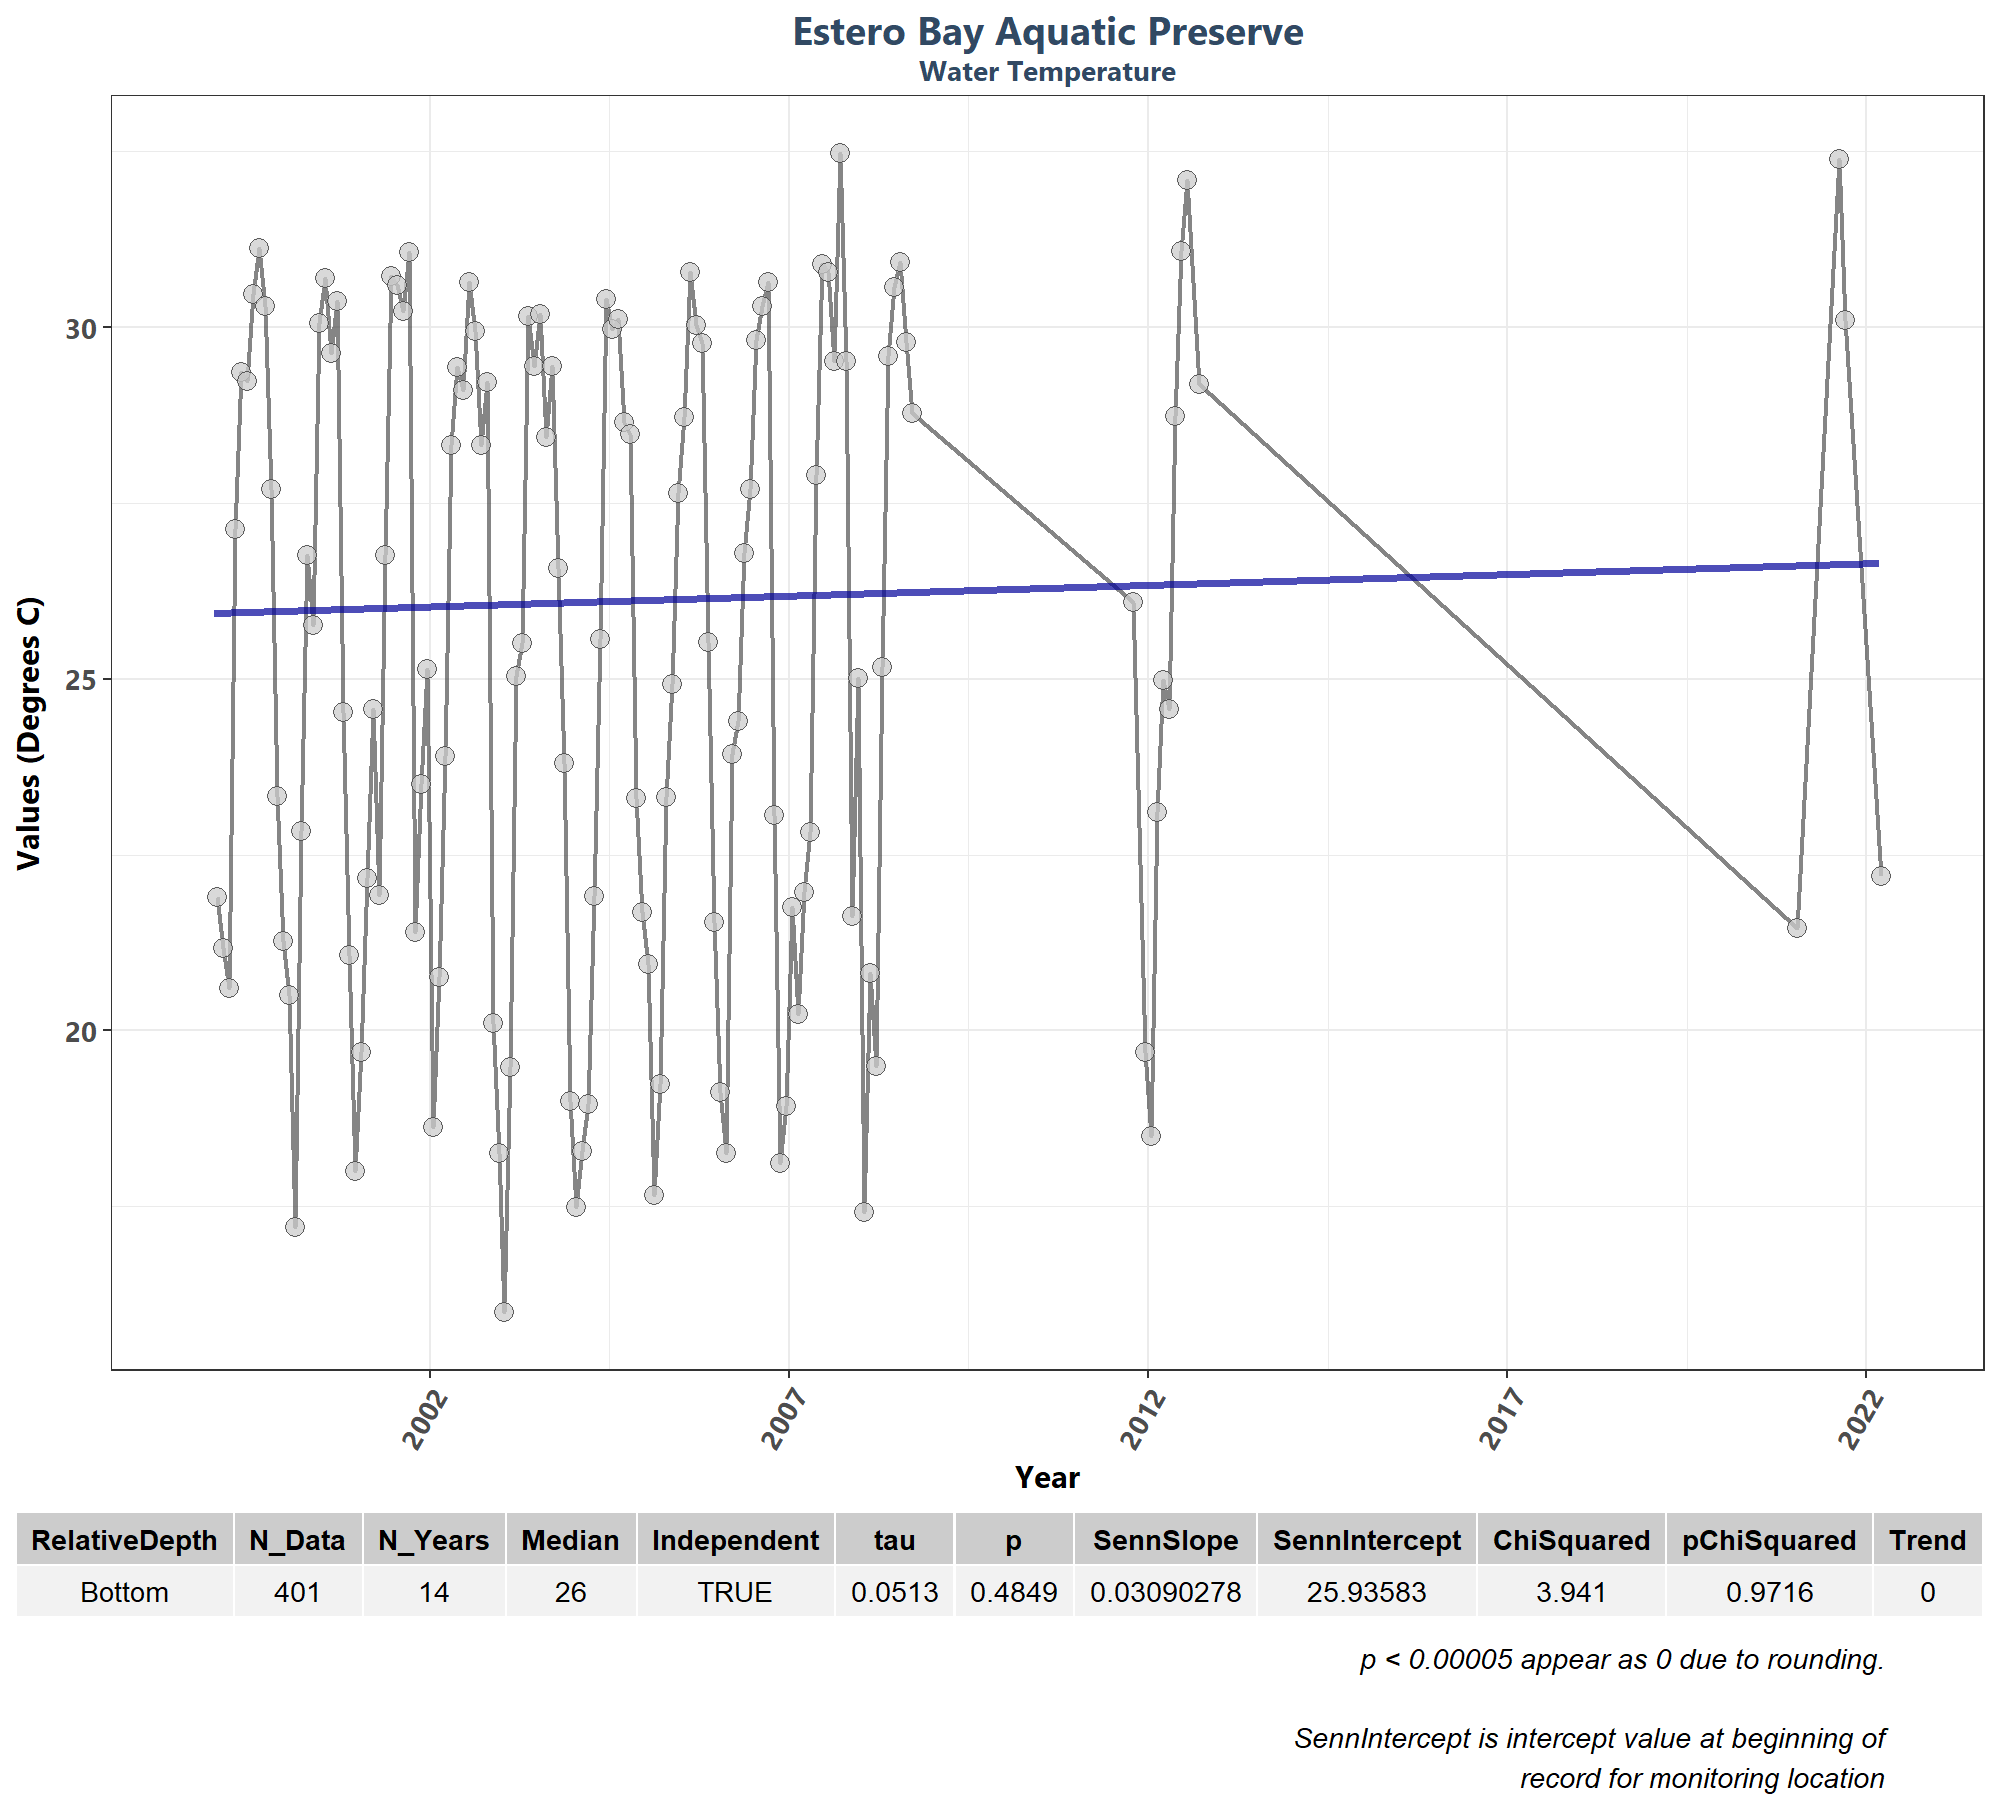 Estero Bay Aquatic Preserve
Water Temperature
Values (Degrees C)
30
25
20
2002 2007 2012 2017 2022
Year
RelativeDepth N_Data N_Years Median Independent tau p SennSlope SennIntercept ChiSquared pChiSquared Trend
Bottom 401 14 26 TRUE 0.0513 0.4849 0.03090278 25.93583 3.941 0.9716 0
p < 0.00005 appear as 0 due to rounding.
SennIntercept is intercept value at beginning of
record for monitoring location